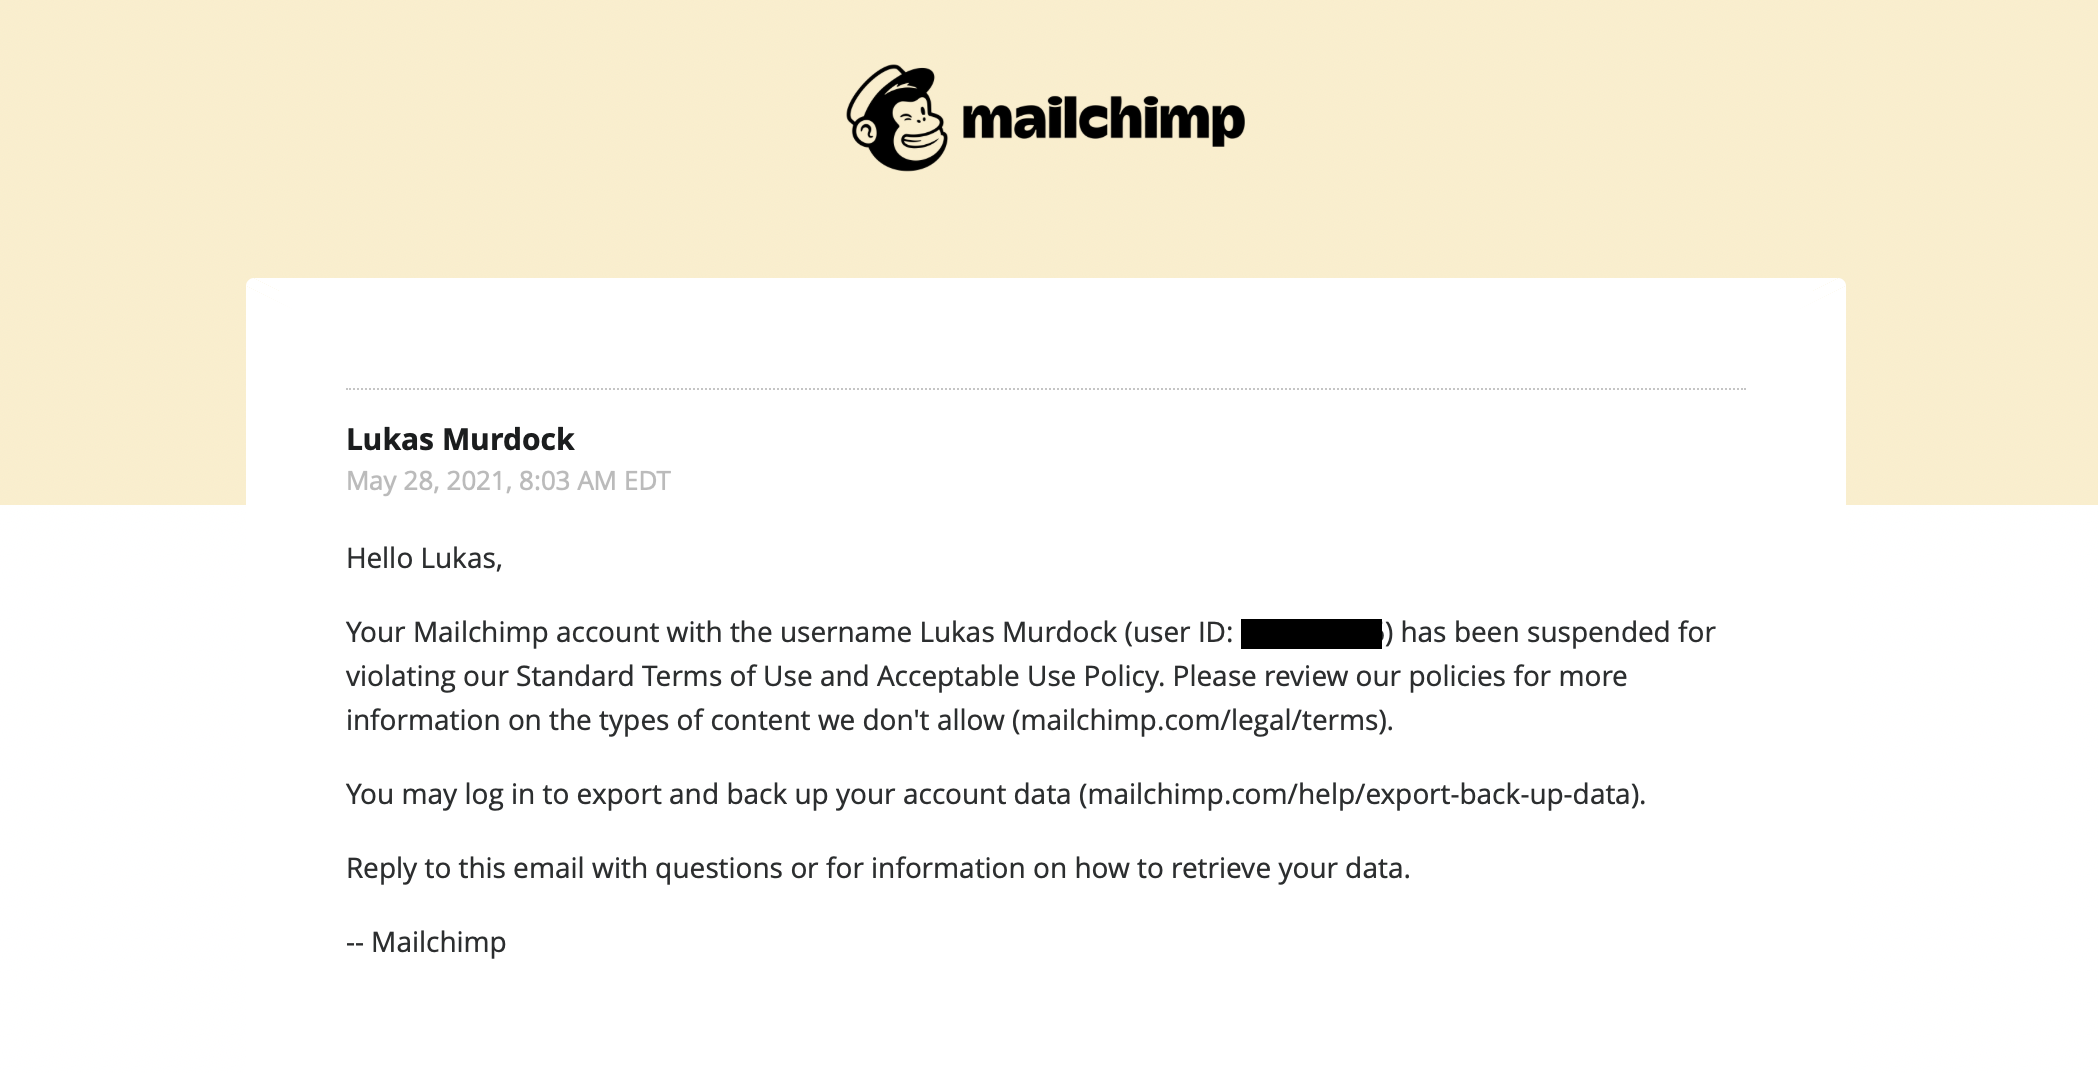 mailchimp
Lukas Murdock
May 28, 2021, 8:03 AM EDT
Hello Lukas,
Your Mailchimp account with the username Lukas Murdock (user ID: ) has been suspended for
violating our Standard Terms of Use and Acceptable Use Policy. Please review our policies for more
information on the types of content we don't allow (mailchimp.com/legal/terms).
You may log in to export and back up your account data (mailchimp.com/help/export-back-up-data).
Reply to this email with questions or for information on how to retrieve your data.
-- Mailchimp